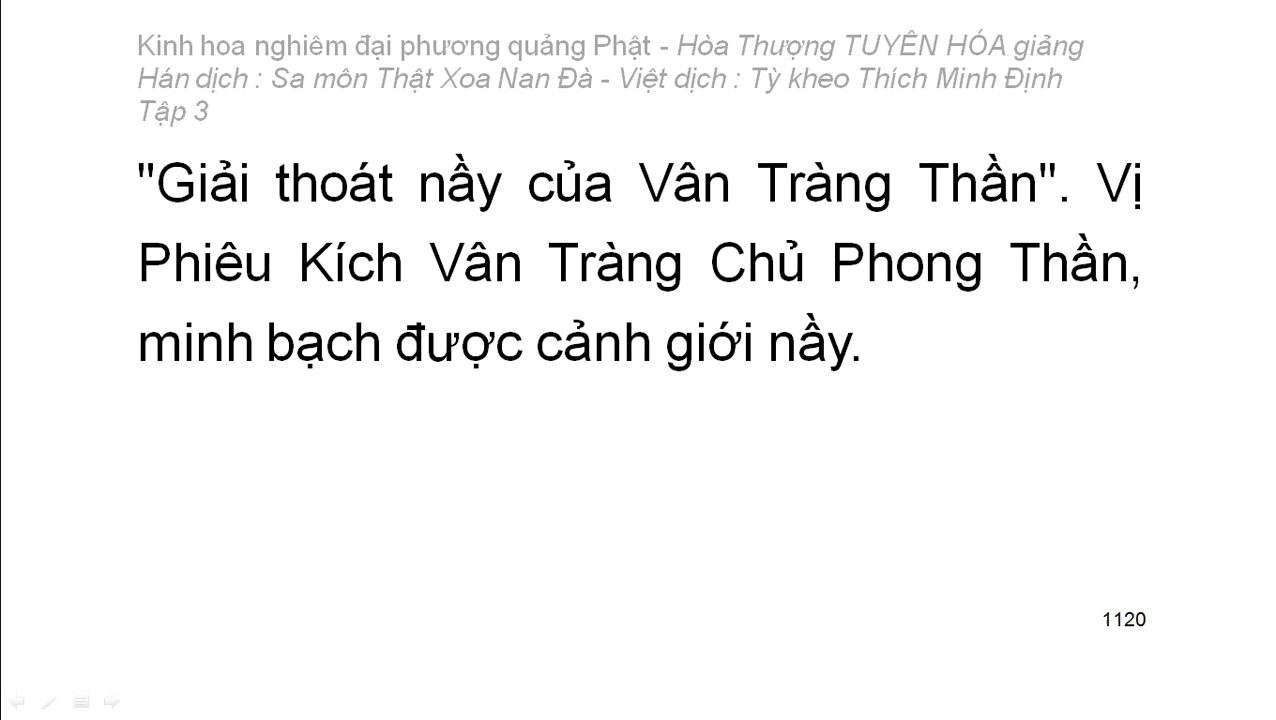 Kinh hoa nghiêm đại phương quảng Phật - Hòa Thượng TUYÊN HÓA giảng
Hán dịch : Sa môn Thật Xoa Nan Đà - Việt dịch : Tỳ kheo Thích Minh Định
Tập 3
"Giải thoát nầy của Vân Tràng Thần". Vị
Phiêu Kích Vân Tràng Chủ Phong Thần,
minh bạch được cảnh giới nầy.
1120